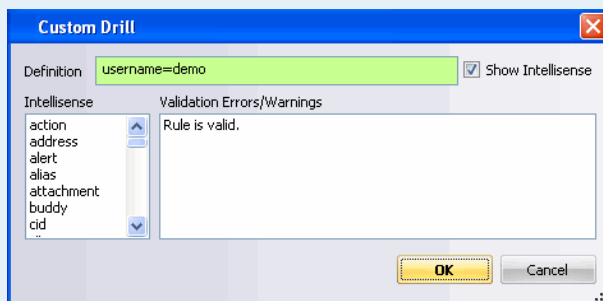 Custom Drill
Definition
username=demo
Show Intellisense
Intellisense
Validation Errors/Warnings
action
address
alert
alias
attachment
buddy
cid
Rule is valid.
OK
Cancel